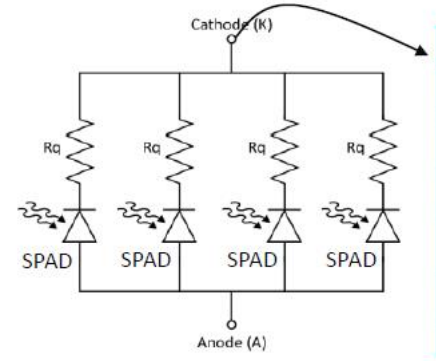 Cathode (K)
Rq Rq Rq Rq
SPAD SPAD SPAD SPAD
Anode (A)